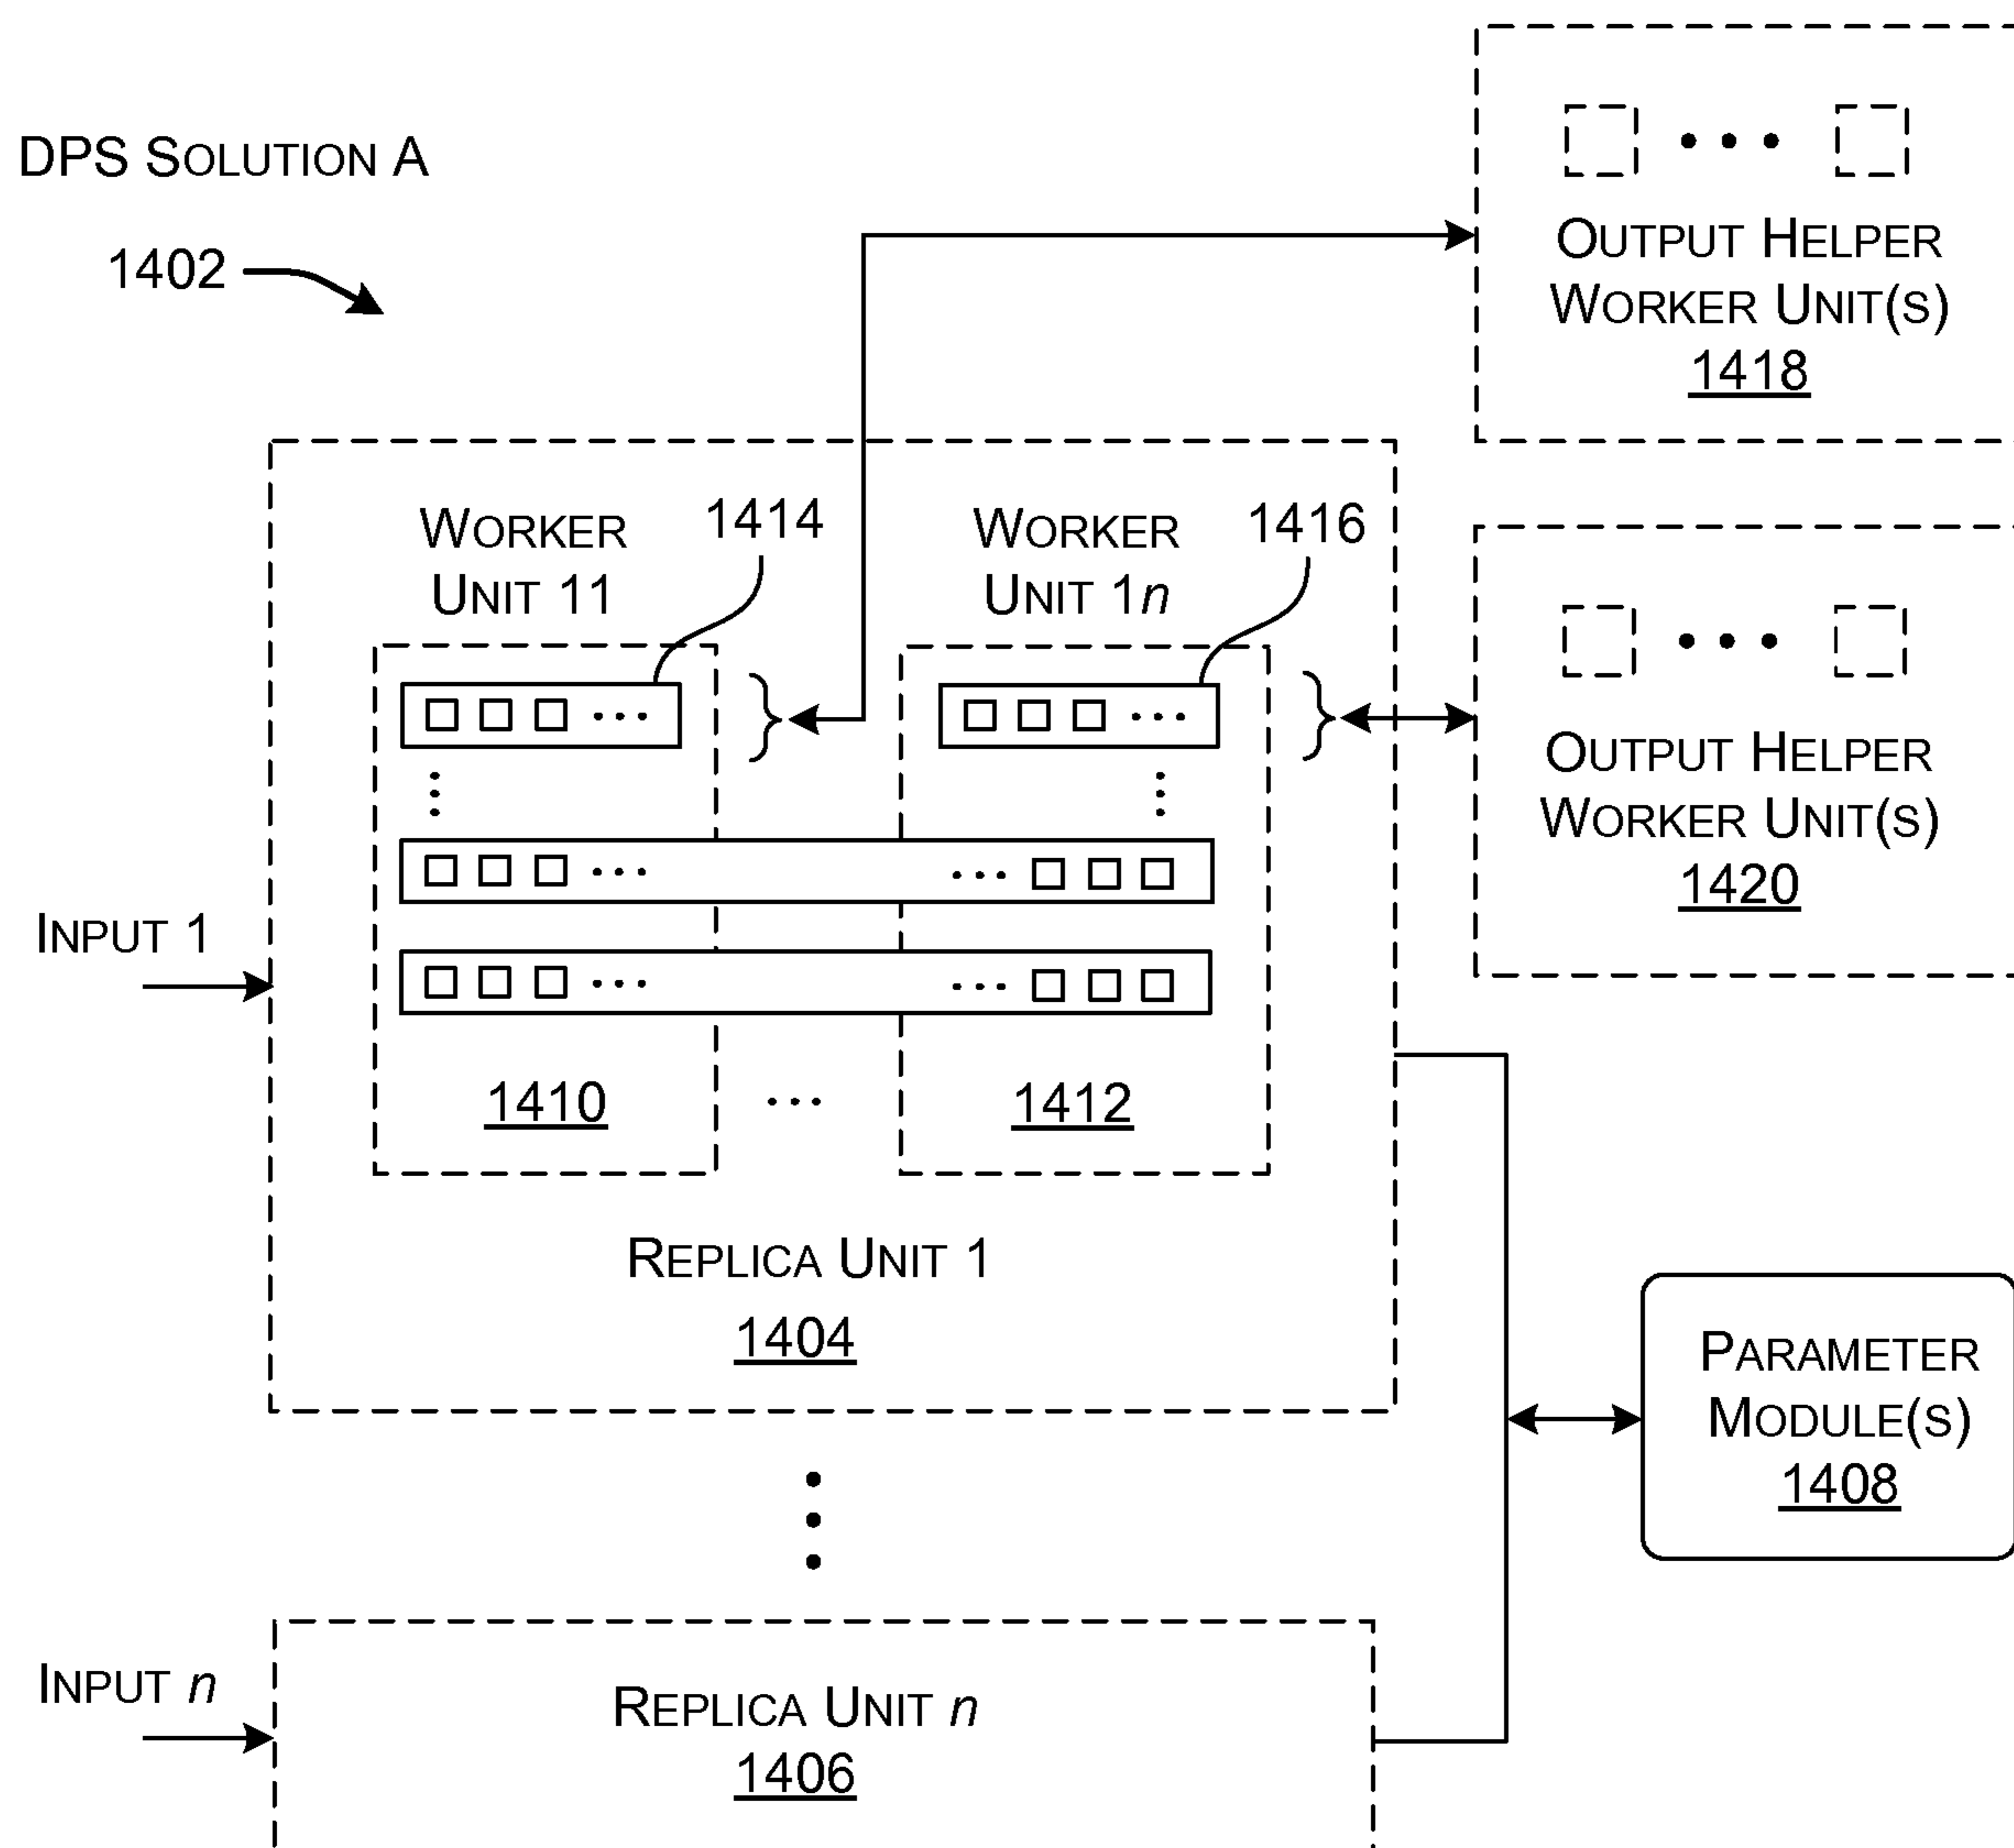 DPS SOLUTION A
1402
OUTPUT HELPER
WORKER UNIT(S)
1418
WORKER
UNIT 11
1414
WORKER
UNIT 1n
1416
OUTPUT HELPER
WORKER UNIT(S)
1420
INPUT 1
1410
...
1412
REPLICA UNIT 1
1404
PARAMETER
MODULE(S)
1408
INPUT n
REPLICA UNIT n
1406